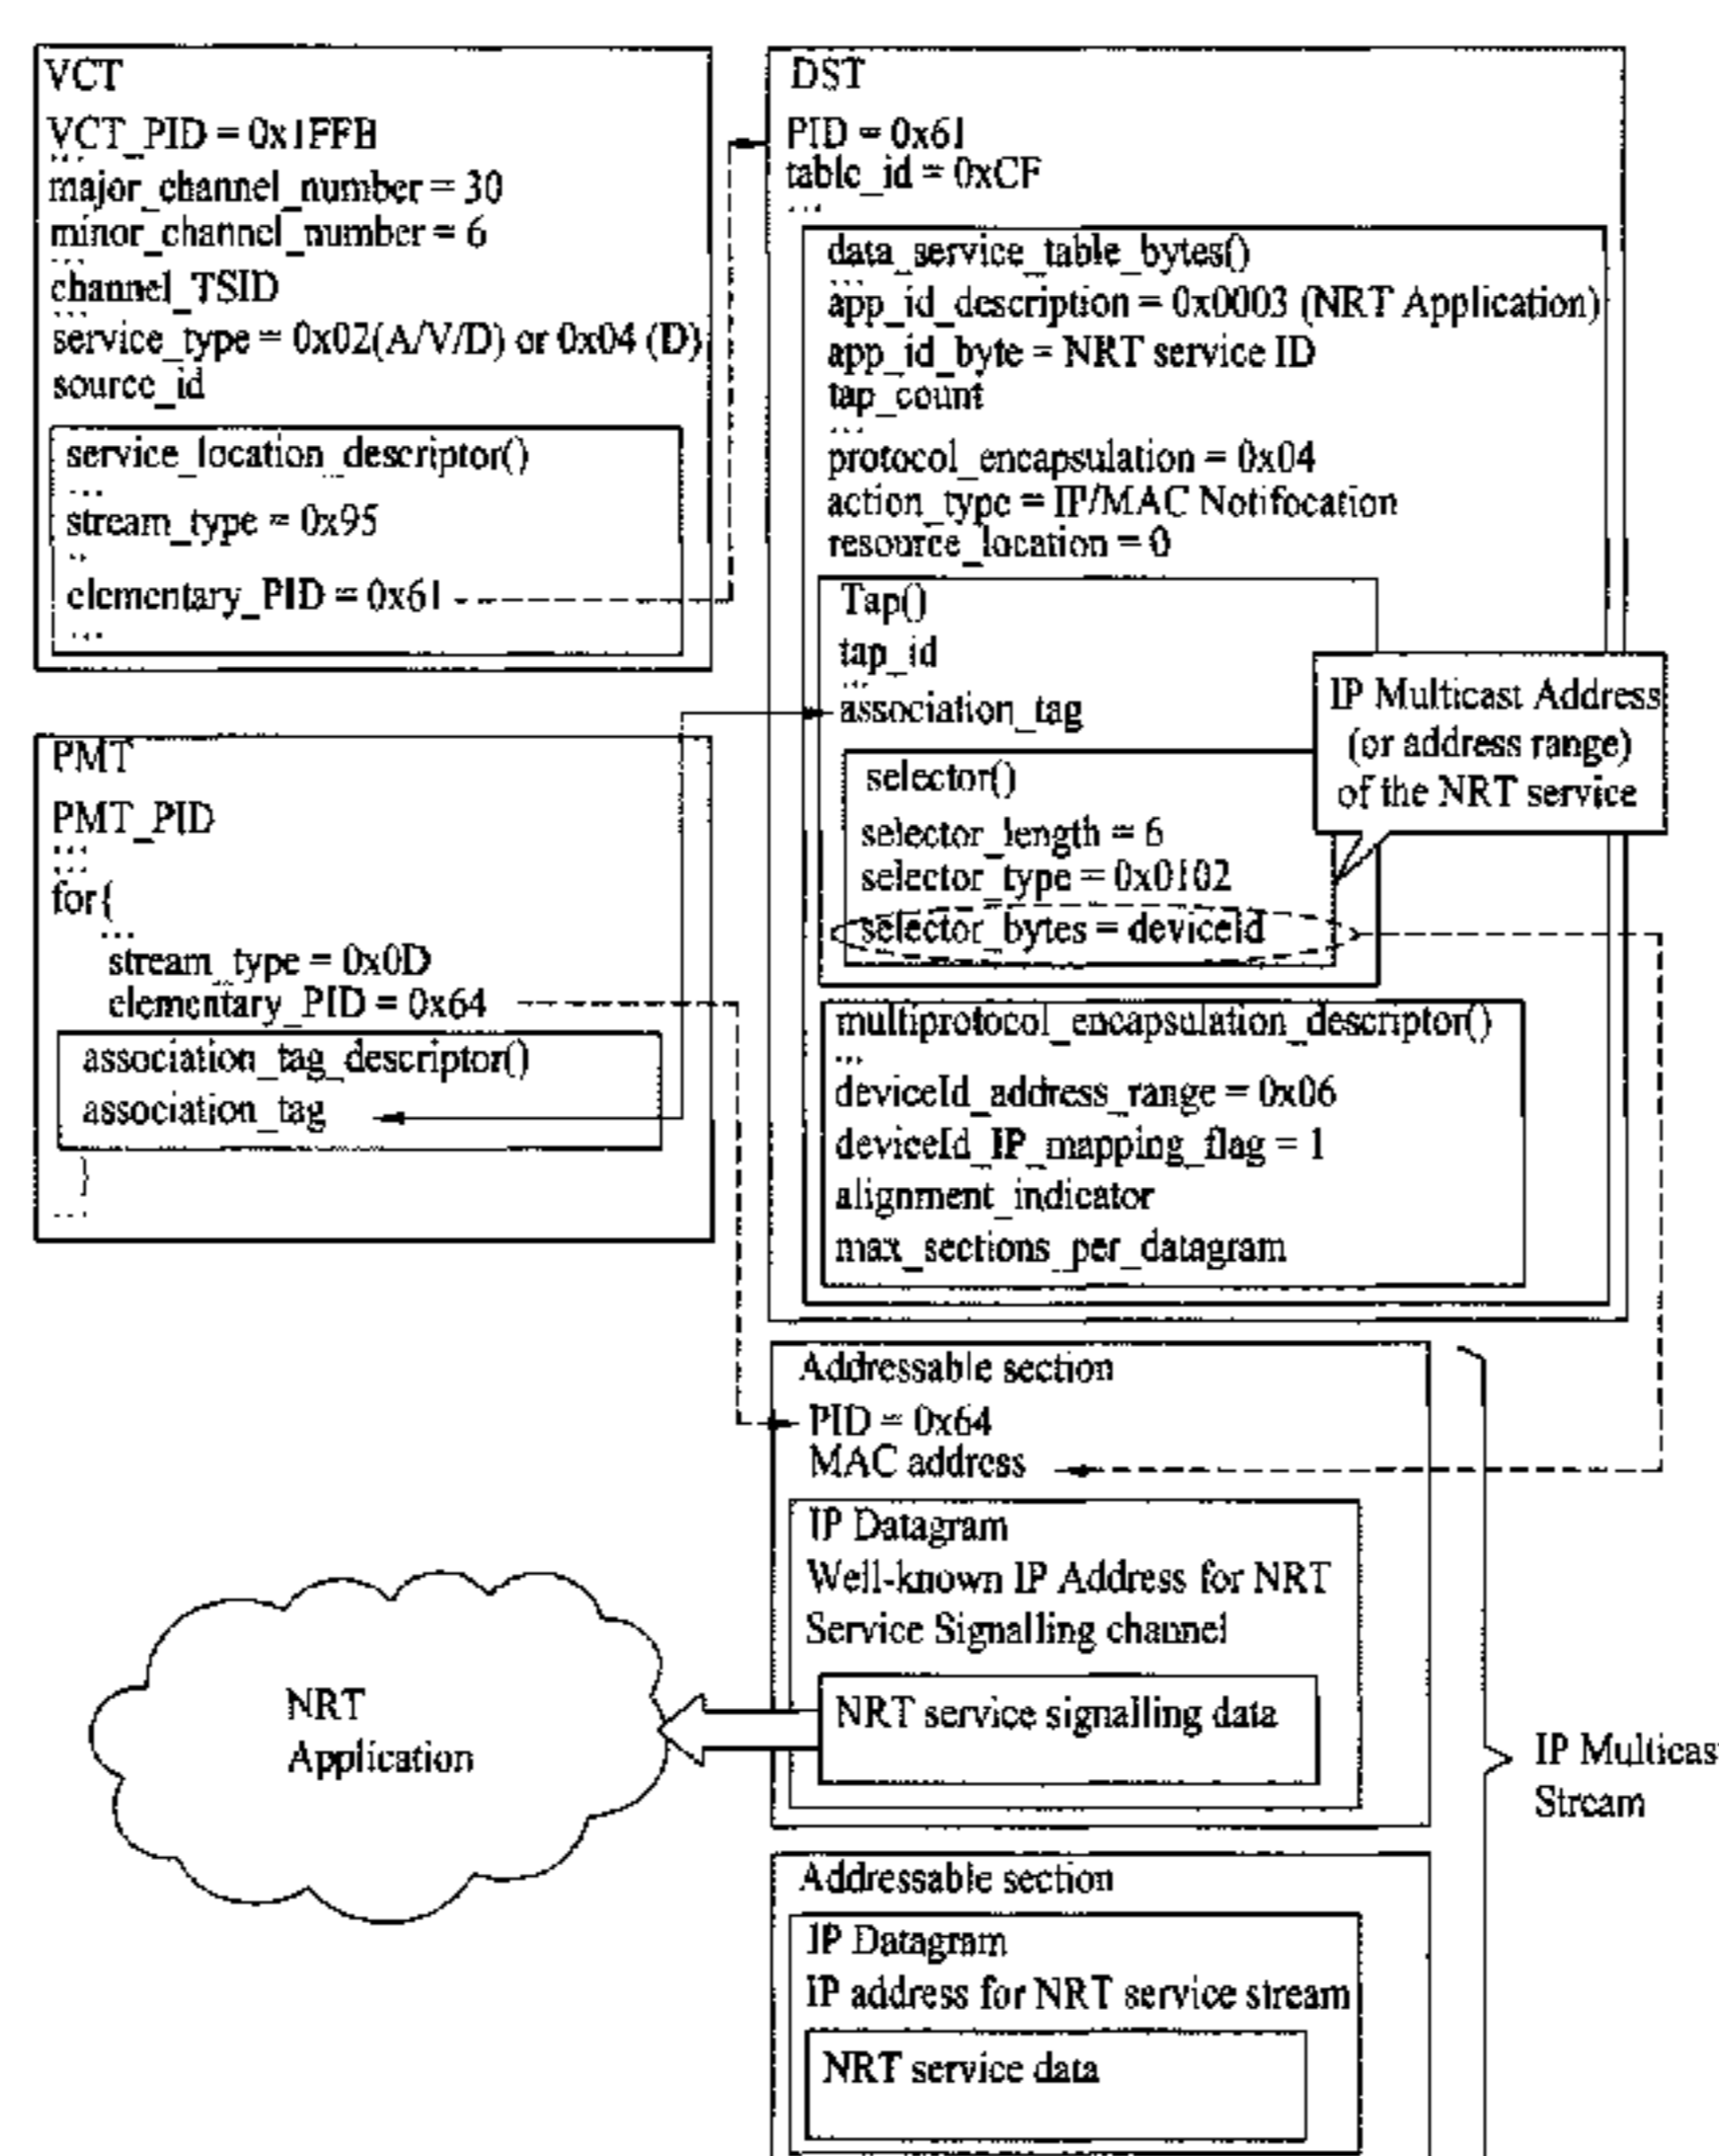 VCT
VCT_PID = 0x1FFB
...
major_channel_number = 30
minor_channel_number = 6
...
channel_TSID
...
service_type = 0x02(A/V/D) or 0x04 (D)
source_id
service_location_descriptor()
...
stream_type = 0x95
..
elementary_PID = 0x61
...
PMT
PMT_PID
...
...
for{
...
stream_type = 0x0D
elementary_PID = 0x64
association_tag_descriptor()
association_tag
}
...
DST
PID = 0x61
table_id = 0xCF
...
data_service_table_bytes()
...
app_id_description = 0x0003 (NRT Application)
app_id_byte = NRT service ID
tap_count
...
protocol_encapsulation = 0x04
action_type = IP/MAC Notifocation
resource_location = 0
Tap()
tap_id
...
association_tag
selector()
selector_length = 6
selector_type = 0x0102
selector_bytes = deviceId
IP Multicast Address
(or address range)
of the NRT service
multiprotocol_encapsulation_descriptor()
...
deviceId_address_range = 0x06
deviceId_IP_mapping_flag = 1
alignment_indicator
max_sections_per_datagram
Addressable section
PID = 0x64
MAC address
IP Datagram
Well-known IP Address for NRT
Service Signalling channel
NRT service signalling data
NRT
Application
IP Multicas
Stream
Addressable section
IP Datagram
IP address for NRT service stream
NRT service data